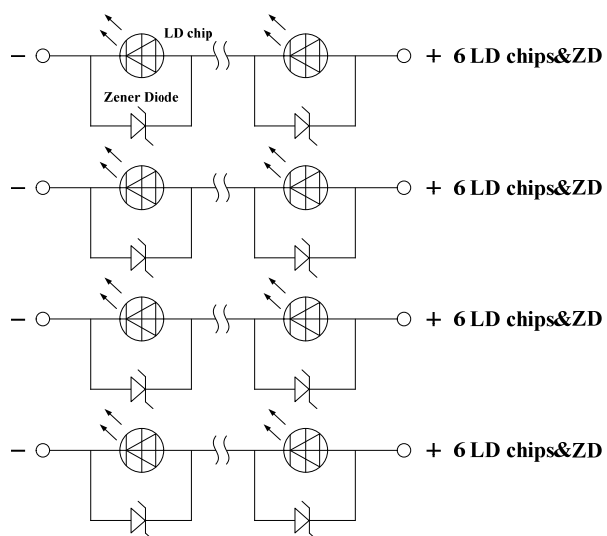 LD chip
− + 6 LD chips&ZD
Zener Diode
− + 6 LD chips&ZD
− + 6 LD chips&ZD
− + 6 LD chips&ZD